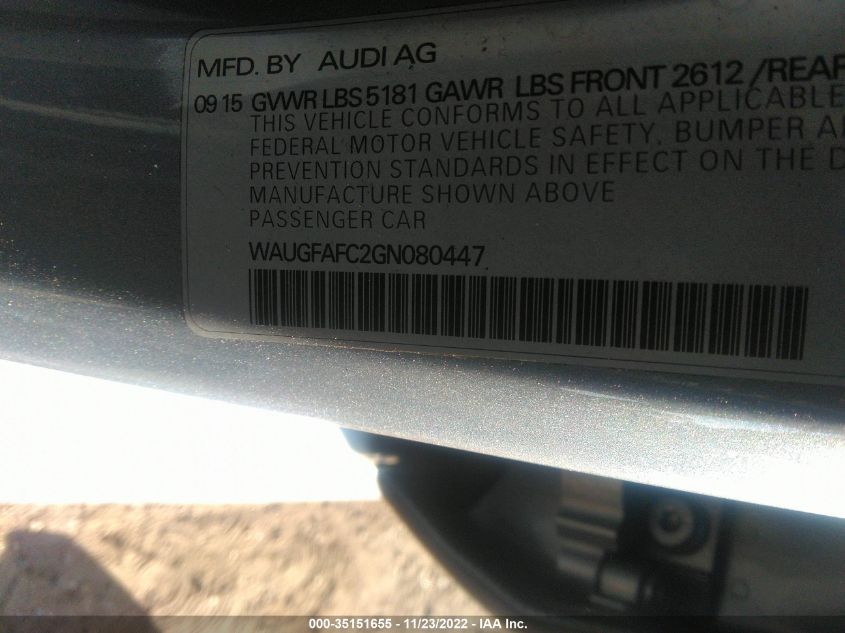 MFD. BY AUDI AG
09 15 GVWR LBS 5181 GAWR LBS FRONT 2612 /REAR
THIS VEHICLE CONFORMS TO ALL APPLICABLE
FEDERAL MOTOR VEHICLE SAFETY, BUMPER
PREVENTION STANDARDS IN EFFECT ON THE
MANUFACTURE SHOWN ABOVE
PASSENGER CAR
WAUGFAFC2GN080447
000-35151655 - 11/23/2022 - IAA Inc.